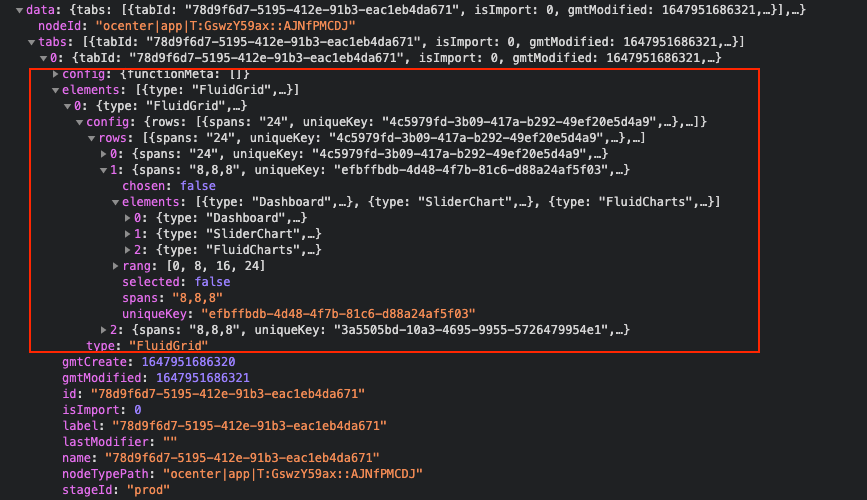 data: {tabs: [{tabId: "78d9f6d7-5195-412e-91b3-eac1eb4da671", isImport: 0, gmtModified: 1647951686321,…}],…}
nodeId: "ocenter|app|T:GswzY59ax::AJNfPMCDJ"
tabs: [{tabId: "78d9f6d7-5195-412e-91b3-eac1eb4da671", isImport: 0, gmtModified: 1647951686321,…}]
0: {tabId: "78d9f6d7-5195-412e-91b3-eac1eb4da671", isImport: 0, gmtModified: 1647951686321,…}
config: {functionMeta: []}
elements: [{type: "FluidGrid",…}]
0: {type: "FluidGrid",…}
config: {rows: [{spans: "24", uniqueKey: "4c5979fd-3b09-417a-b292-49ef20e5d4a9",…},…]}
rows: [{spans: "24", uniqueKey: "4c5979fd-3b09-417a-b292-49ef20e5d4a9",…},…]
0: {spans: "24", uniqueKey: "4c5979fd-3b09-417a-b292-49ef20e5d4a9",…}
1: {spans: "8,8,8", uniqueKey: "efbffbdb-4d48-4f7b-81c6-d88a24af5f03",…}
chosen: false
elements: [{type: "Dashboard",…}, {type: "SliderChart",…}, {type: "FluidCharts",…}]
0: {type: "Dashboard",…}
1: {type: "SliderChart",…}
2: {type: "FluidCharts",…}
rang: [0, 8, 16, 24]
selected: false
spans: "8,8,8"
uniqueKey: "efbffbdb-4d48-4f7b-81c6-d88a24af5f03"
2: {spans: "8,8,8", uniqueKey: "3a5505bd-10a3-4695-9955-5726479954e1",…}
type: "FluidGrid"
gmtCreate: 1647951686320
gmtModified: 1647951686321
id: "78d9f6d7-5195-412e-91b3-eac1eb4da671"
isImport: 0
label: "78d9f6d7-5195-412e-91b3-eac1eb4da671"
lastModifier: ""
name: "78d9f6d7-5195-412e-91b3-eac1eb4da671"
nodeTypePath: "ocenter|app|T:GswzY59ax::AJNfPMCDJ"
stageId: "prod"